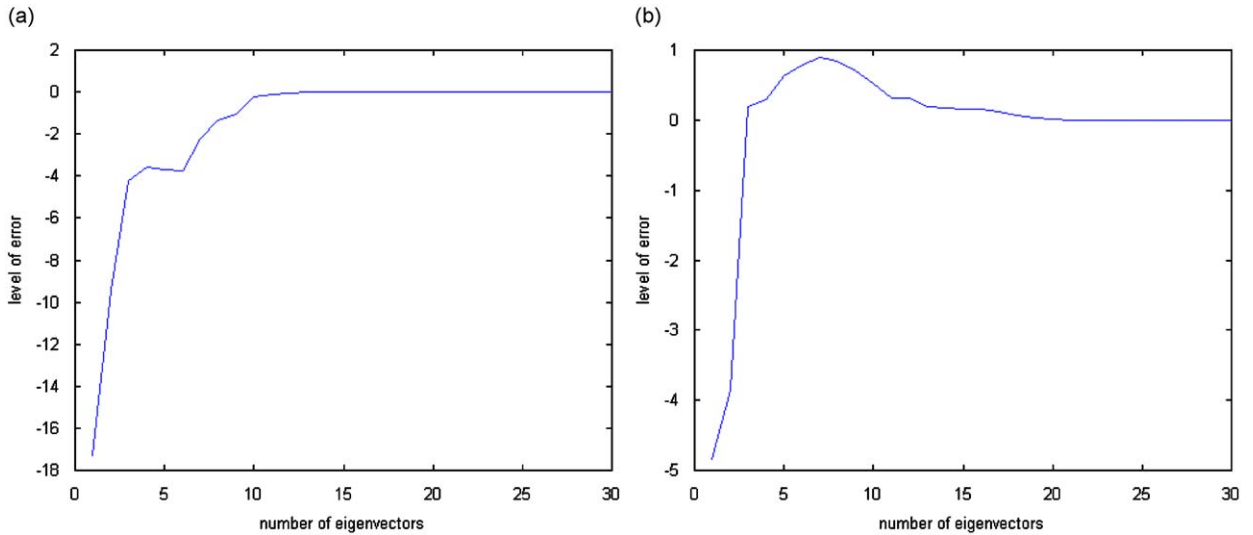 (a)
2
0
-2
-4
-6
-8
-10
-12
-14
-16
-18
level of error
0 5 10 15 20 25 30
number of eigenvectors
(b)
1
0
-1
-2
-3
-4
-5
level of error
0 5 10 15 20 25 30
number of eigenvectors